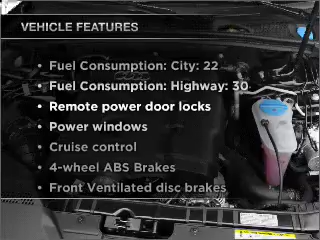 VEHICLE FEATURES
• Fuel Consumption: City: 22
• Fuel Consumption: Highway: 30
• Remote power door locks
• Power windows
• Cruise control
• 4-wheel ABS Brakes
• Front Ventilated disc brakes